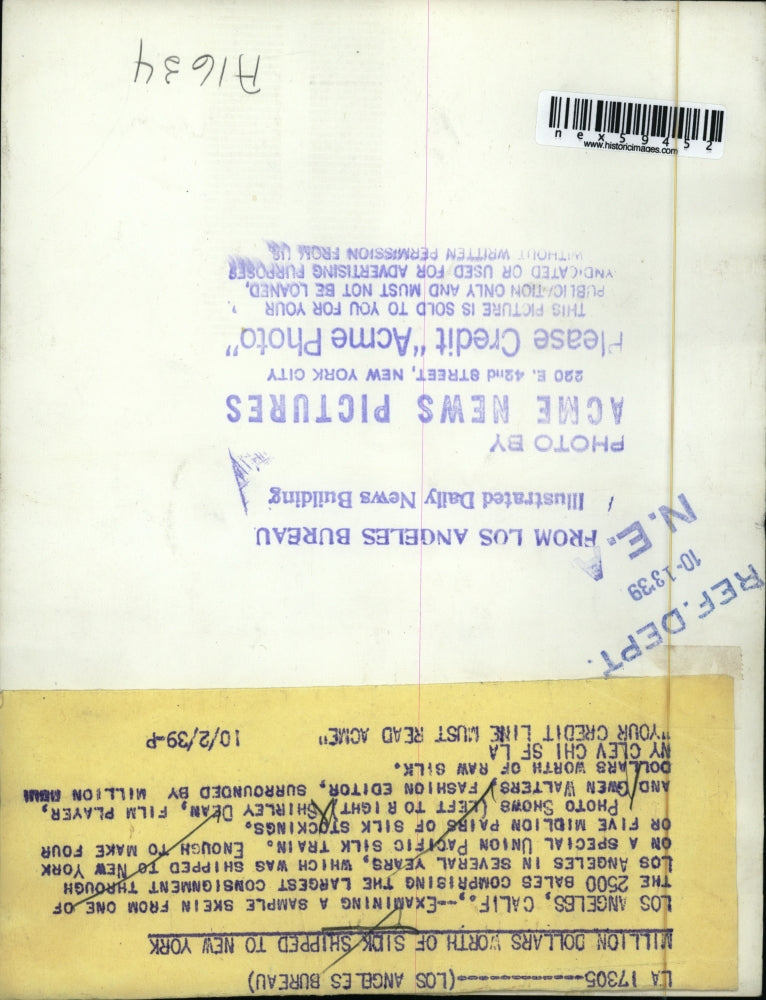 LA 17305---------------(LOS ANGELES BUREAU)
MILLION DOLLARS WORTH OF SIDK SHIPPED TO NEW YORK
LOS ANGELES, CALIF.,--EXAMINING A SAMPLE SKEIN FROM ONE OF
THE 2500 BALES COMPRISING THE LARGEST CONSIGNMENT THROUGH
LOS ANGELES IN SEVERAL YEARS, WHICH WAS SHIPPED TO NEW YORK
ON A SPECIAL UNION PACIFIC SILK TRAIN. ENOUGH TO MAKE FOUR
OR FIVE MIDLION PAIRS OF SILK STOCKINGS.
PHOTO SHOWS (LEFT TO RIGHT) SHIRLEY DEAN, FILM PLAYER,
AND GWEN WALTERS, FASHION EDITOR, SURROUNDED BY MILLION
DOLLARS WORTH OF RAW SILK.
NY CLEV CHI SF LA
"YOUR CREDIT LINE MUST READ ACME" 10/2/39-P
REF. DEPT.
10-13'39
N.E.A
FROM LOS ANGELES BUREAU
Illustrated Daily News Building
PHOTO BY
ACME NEWS PICTURES
220 E. 42nd STREET, NEW YORK CITY
Please Credit "Acme Photo"
THIS PICTURE IS SOLD TO YOU FOR YOUR
PUBLICATION ONLY AND MUST NOT BE LOANED,
YNDICATED OR USED FOR ADVERTISING PURPOSES
WITHOUT WRITTEN PERMISSION FROM US.
A1634
nex59452
www.historicimages.com